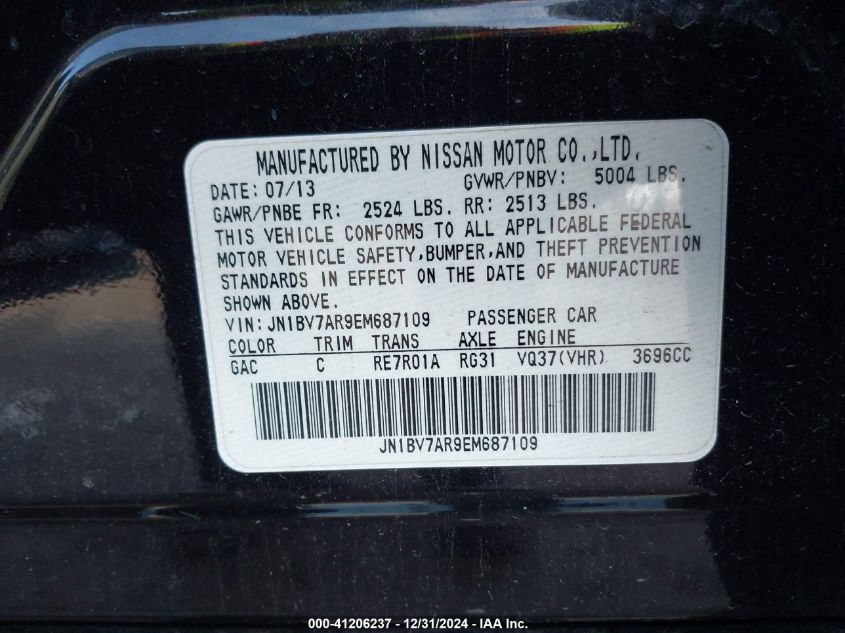 MANUFACTURED BY NISSAN MOTOR CO.,LTD.
DATE: 07/13 GVWR/PNBV: 5004 LBS.
GAWR/PNBE FR: 2524 LBS. RR: 2513 LBS.
THIS VEHICLE CONFORMS TO ALL APPLICABLE FEDERAL
MOTOR VEHICLE SAFETY,BUMPER,AND THEFT PREVENTION
STANDARDS IN EFFECT ON THE DATE OF MANUFACTURE
SHOWN ABOVE.
VIN:JN1BV7AR9EM687109 PASSENGER CAR
COLOR TRIM TRANS AXLE ENGINE
GAC C RE7R01A RG31 VQ37(VHR) 3696CC
JN1BV7AR9EM687109
000-41206237 - 12/31/2024 - IAA Inc.